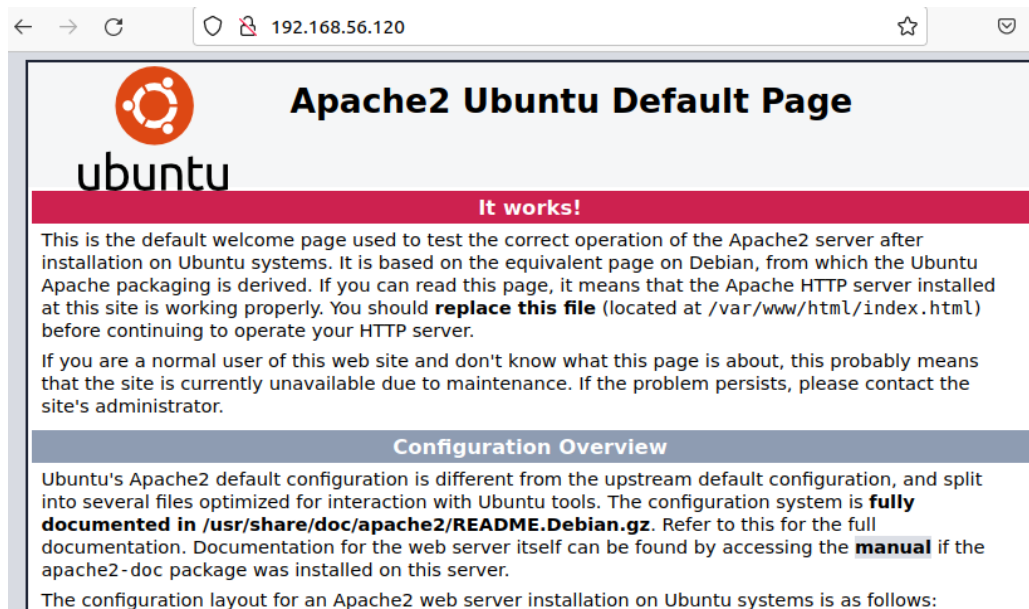 192.168.56.120
Apache2 Ubuntu Default Page
ubuntu
It works!
This is the default welcome page used to test the correct operation of the Apache2 server after
installation on Ubuntu systems. It is based on the equivalent page on Debian, from which the Ubuntu
Apache packaging is derived. If you can read this page, it means that the Apache HTTP server installed
at this site is working properly. You should replace this file (located at /var/www/html/index.html)
before continuing to operate your HTTP server.
If you are a normal user of this web site and don't know what this page is about, this probably means
that the site is currently unavailable due to maintenance. If the problem persists, please contact the
site's administrator.
Configuration Overview
Ubuntu's Apache2 default configuration is different from the upstream default configuration, and split
into several files optimized for interaction with Ubuntu tools. The configuration system is fully
documented in /usr/share/doc/apache2/README.Debian.gz. Refer to this for the full
documentation. Documentation for the web server itself can be found by accessing the manual if the
apache2-doc package was installed on this server.
The configuration layout for an Apache2 web server installation on Ubuntu systems is as follows: